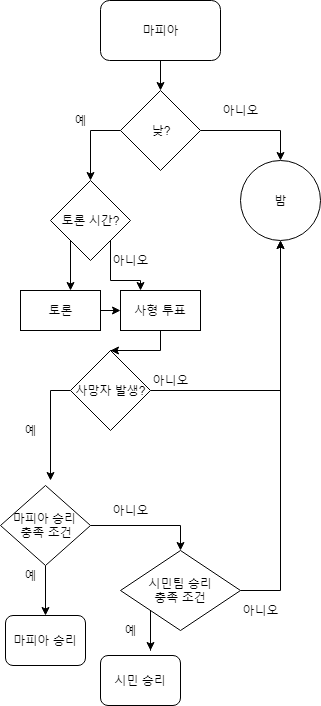 마피아
예
아니오
낮?
밤
토론 시간?
아니오
토론
사형 투표
사망자 발생?
아니오
예
마피아 승리
충족 조건
아니오
예
시민팀 승리
충족 조건
아니오
마피아 승리
예
시민 승리